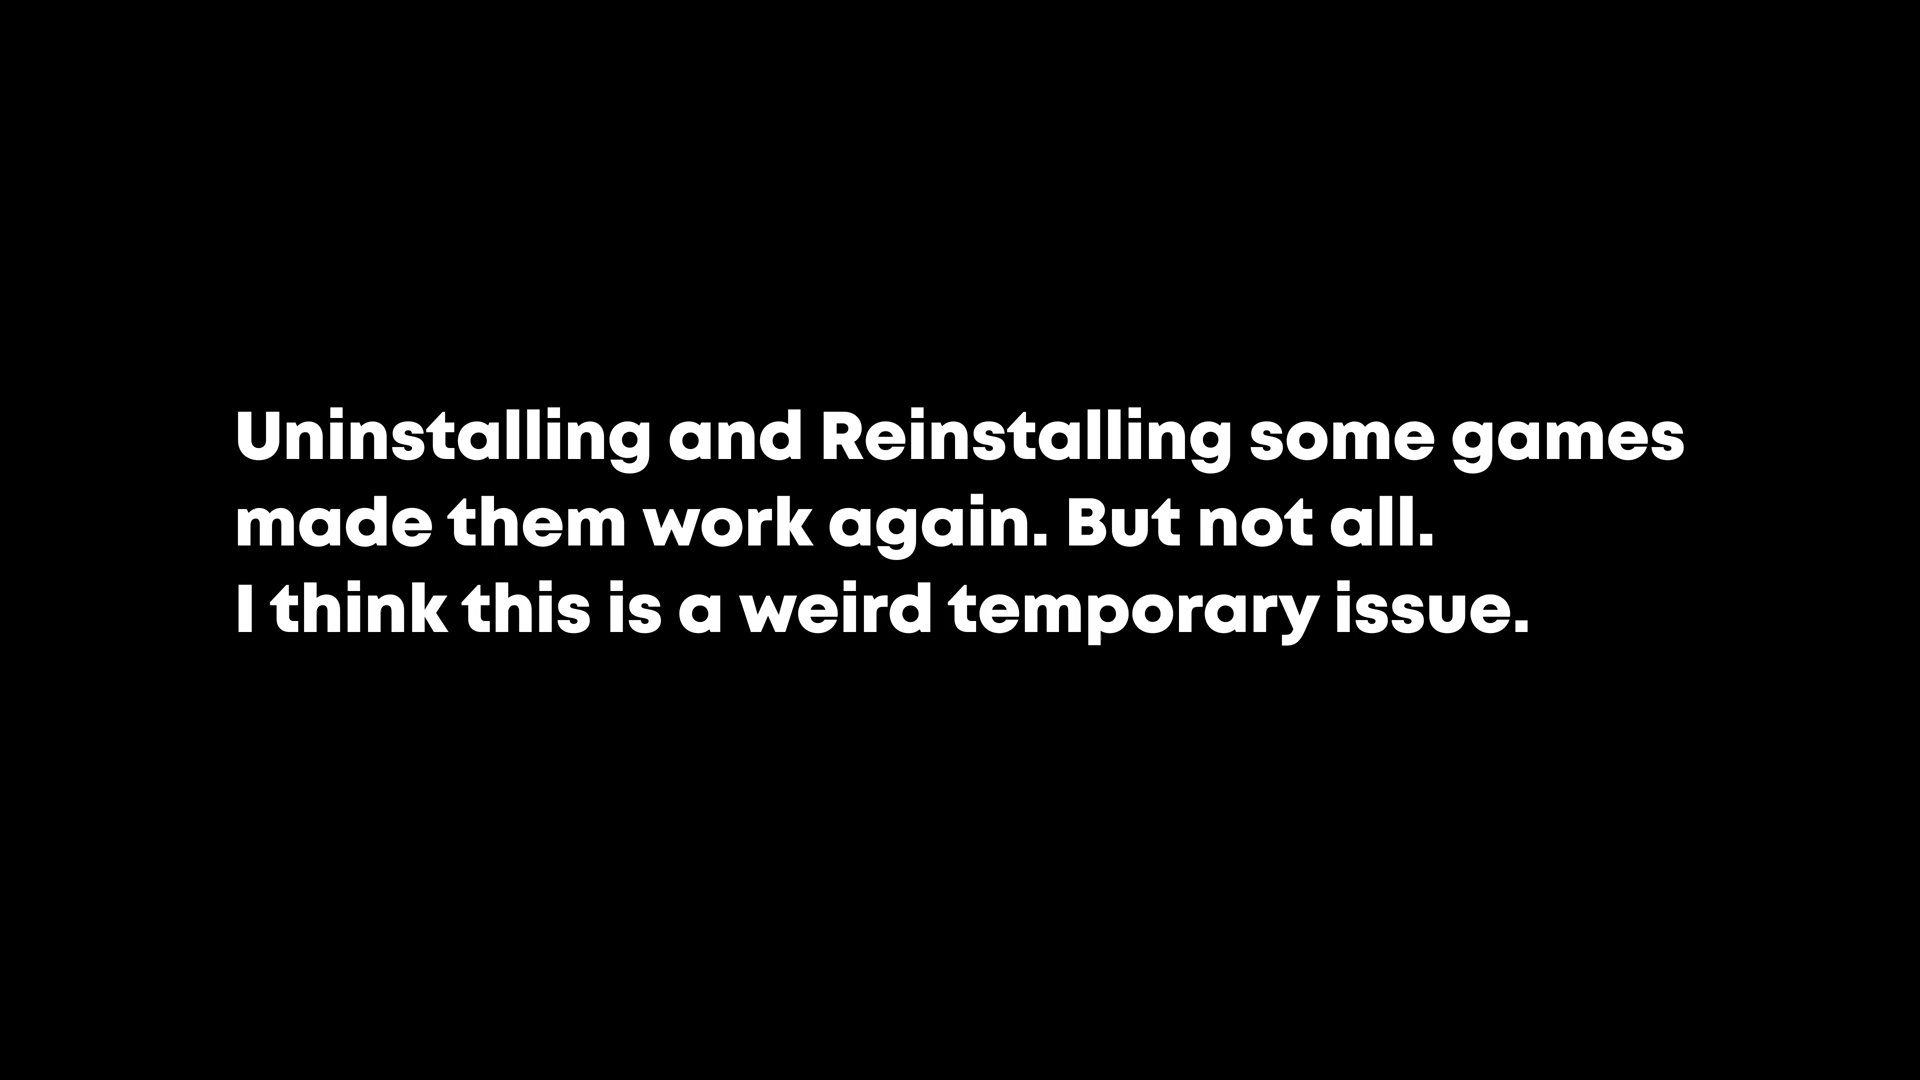 Uninstalling and Reinstalling some games
made them work again. But not all.
I think this is a weird temporary issue.